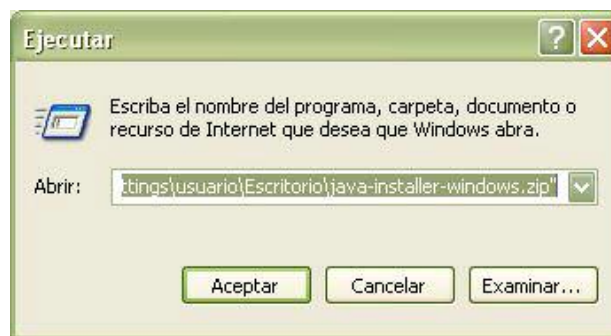 Ejecutar
Escriba el nombre del programa, carpeta, documento o
recurso de Internet que desea que Windows abra.
Abrir: ttings\usuario\Escritorio\java-installer-windows.zip"
Aceptar Cancelar Examinar...